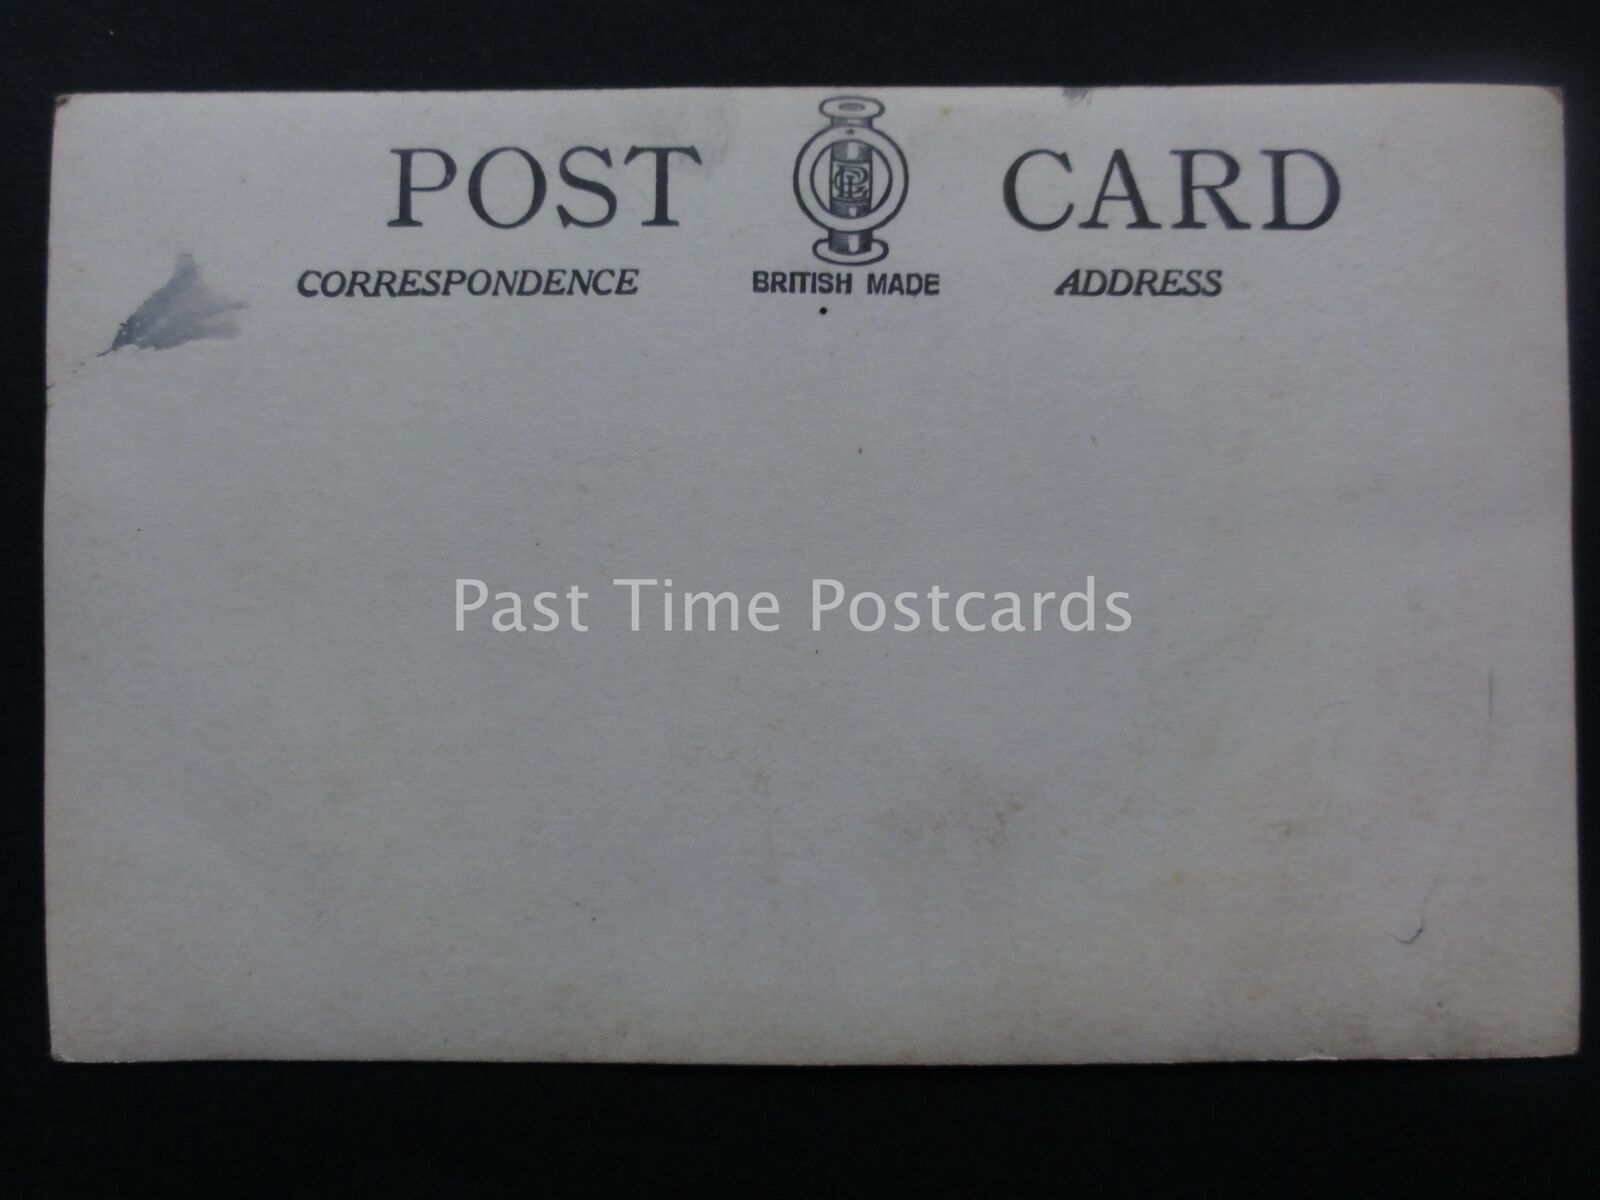 POST CARD
CORRESPONDENCE BRITISH MADE ADDRESS
Past Time Postcards